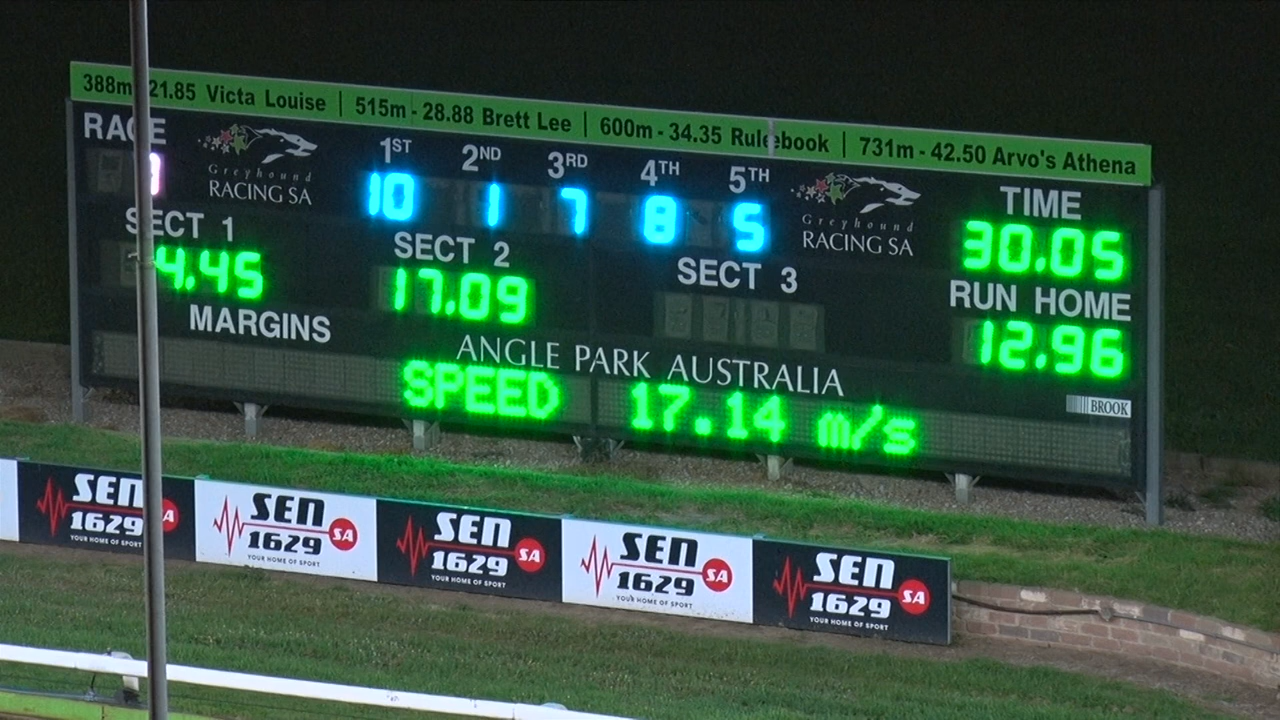 388m 21.85 Victa Louise | 515m - 28.88 Brett Lee | 600m - 34.35 Rulebook | 731m - 42.50 Arvo's Athena
RACE
Greyhound
RACING SA
1ST 2ND 3RD 4TH 5TH
10 1 7 8 5
Greyhound
RACING SA
TIME
30.05
SECT 1
4.45
SECT 2
17.09
SECT 3
RUN HOME
12.96
MARGINS
ANGLE PARK AUSTRALIA
SPEED 17.14 m/s
BROOK
SEN
1629
YOUR HOME OF SPORT
SEN SA
1629
YOUR HOME OF SPORT
SEN SA
1629
YOUR HOME OF SPORT
SEN SA
1629
YOUR HOME OF SPORT
SEN SA
1629
YOUR HOME OF SPORT